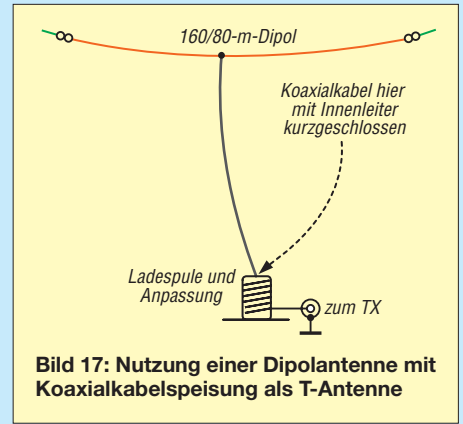 160/80-m-Dipol
Koaxialkabel hier
mit Innenleiter
kurzgeschlossen
Ladespule und
Anpassung
zum TX
Bild 17: Nutzung einer Dipolantenne mit
Koaxialkabelspeisung als T-Antenne